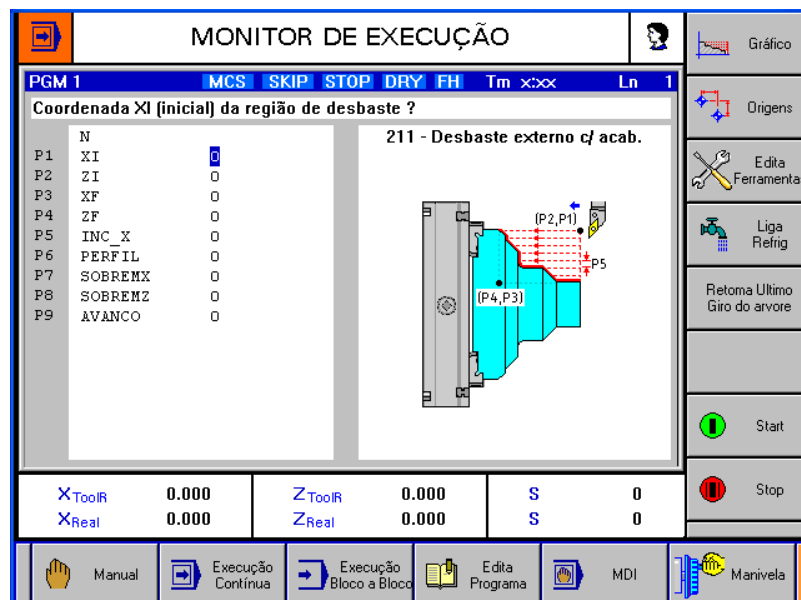 MONITOR DE EXECUÇÃO
PGM 1 MCS SKIP STOP DRY FH Tm x:xx Ln 1
Coordenada XI (inicial) da região de desbaste ?
N
P1 XI 0
P2 ZI 0
P3 XF 0
P4 ZF 0
P5 INC_X 0
P6 PERFIL 0
P7 SOBREMX 0
P8 SOBREMZ 0
P9 AVANCO 0
211 - Desbaste externo c/ acab.
(P2,P1)
P5
(P4,P3)
XToolR 0.000 ZToolR 0.000 S 0
XReal 0.000 ZReal 0.000 S 0
Gráfico
Origens
Edita
Ferramenta
Liga
Refrig
Retoma Ultimo
Giro do arvore
Start
Stop
Manual
Execução
Contínua
Execução
Bloco a Bloco
Edita
Programa
MDI
Manivela